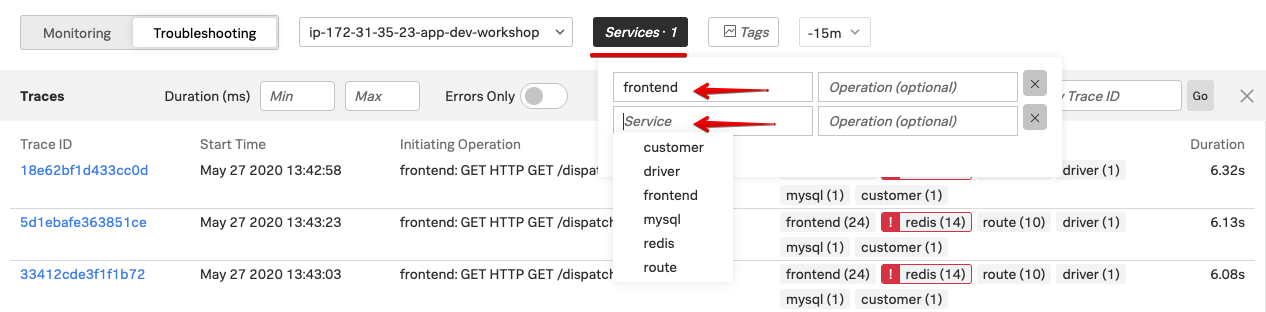 Monitoring Troubleshooting ip-172-31-35-23-app-dev-workshop Services · 1 Tags -15m
frontend Operation (optional) ×
Traces Duration (ms) Min Max Errors Only Trace ID Go ×
Service Operation (optional) ×
Trace ID Start Time Initiating Operation Duration
customer
driver
frontend
mysql
redis
route
18e62bf1d433cc0d May 27 2020 13:42:58 frontend: GET HTTP GET /dispatc driver (1) 6.32s
mysql (1) customer (1)
5d1ebafe363851ce May 27 2020 13:43:23 frontend: GET HTTP GET /dispatch frontend (24) ! redis (14) route (10) driver (1) 6.13s
mysql (1) customer (1)
33412cde3f1f1b72 May 27 2020 13:43:03 frontend: GET HTTP GET /dispatch frontend (24) ! redis (14) route (10) driver (1) 6.08s
mysql (1) customer (1)